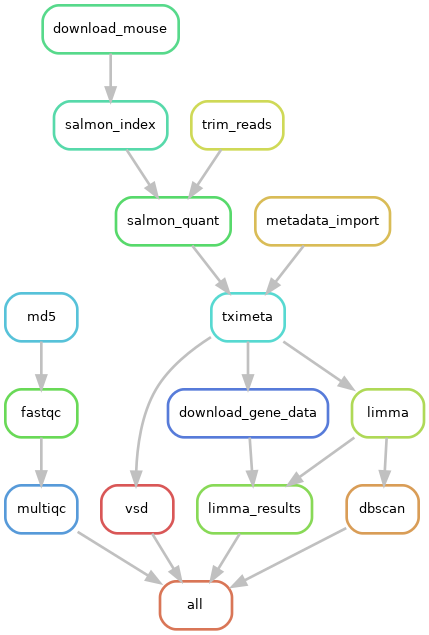 download_mouse
salmon_index
trim_reads
salmon_quant
metadata_import
md5
tximeta
fastqc
download_gene_data
limma
multiqc
vsd
limma_results
dbscan
all